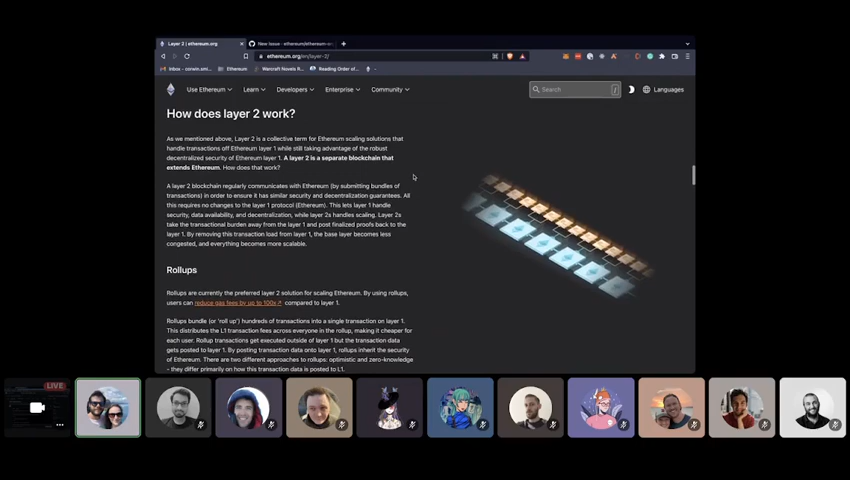 Layer 2 | ethereum.org
New Issue · ethereum/ethereum-o
ethereum.org/en/layer-2/
Inbox - corwin.smi...
Ethereum
Warcraft Novels R...
Reading Order of...
Use Ethereum
Learn
Developers
Enterprise
Community
Search
/
Languages
How does layer 2 work?
As we mentioned above, Layer 2 is a collective term for Ethereum scaling solutions that
handle transactions off Ethereum layer 1 while still taking advantage of the robust
decentralized security of Ethereum layer 1. A layer 2 is a separate blockchain that
extends Ethereum. How does that work?
A layer 2 blockchain regularly communicates with Ethereum (by submitting bundles of
transactions) in order to ensure it has similar security and decentralization guarantees. All
this requires no changes to the layer 1 protocol (Ethereum). This lets layer 1 handle
security, data availability, and decentralization, while layer 2s handles scaling. Layer 2s
take the transactional burden away from the layer 1 and post finalized proofs back to the
layer 1. By removing this transaction load from layer 1, the base layer becomes less
congested, and everything becomes more scalable.
Rollups
Rollups are currently the preferred layer 2 solution for scaling Ethereum. By using rollups,
users can reduce gas fees by up to 100x compared to layer 1.
Rollups bundle (or 'roll up') hundreds of transactions into a single transaction on layer 1.
This distributes the L1 transaction fees across everyone in the rollup, making it cheaper for
each user. Rollup transactions get executed outside of layer 1 but the transaction data
gets posted to layer 1. By posting transaction data onto layer 1, rollups inherit the security
of Ethereum. There are two different approaches to rollups: optimistic and zero-knowledge
- they differ primarily on how this transaction data is posted to L1.
LIVE